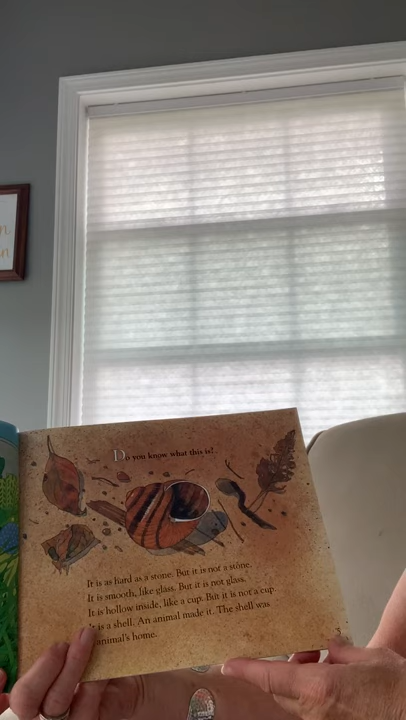 Do you know what this is?
It is as hard as a stone. But it is not a stone.
It is smooth, like glass. But it is not glass.
It is hollow inside, like a cup. But it is not a cup.
It is a shell. An animal made it. The shell was
animal's home.